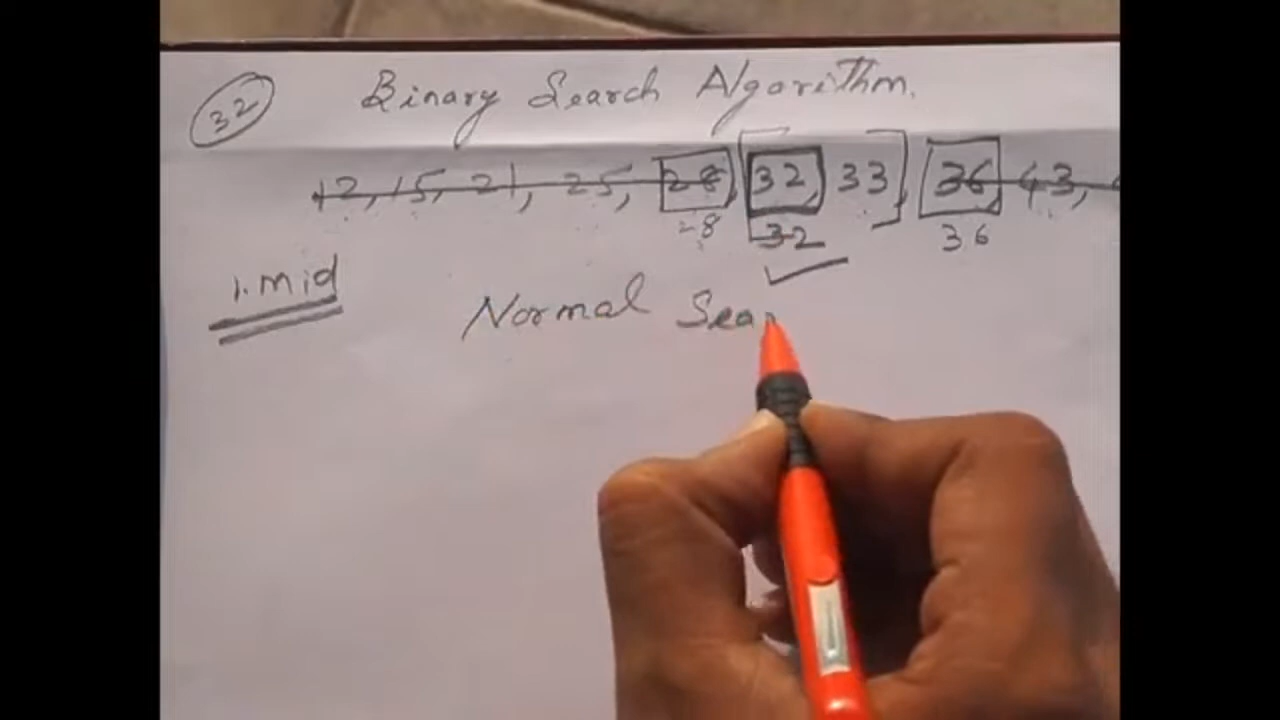 32 Binary Search Algorithm.
12, 15, 21, 25, 28, 32 33, 36, 43,
28 32 36
1. Mid
Normal Sear